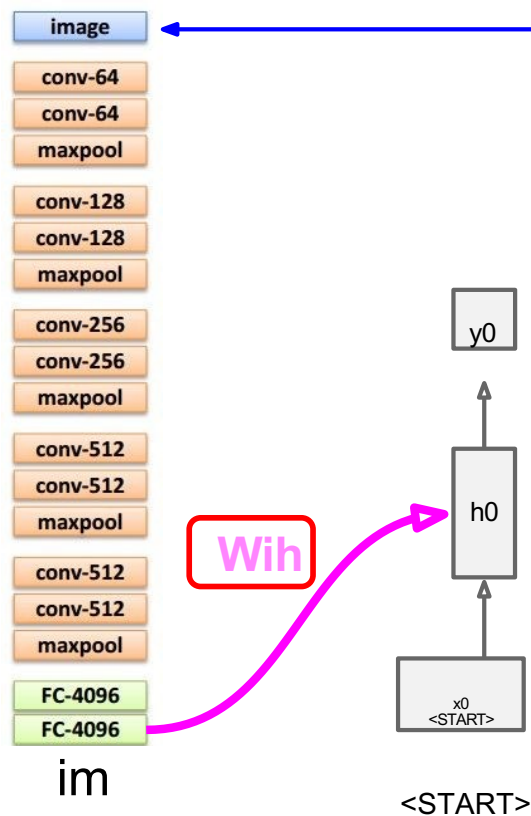 image
conv-64
conv-64
maxpool
conv-128
conv-128
maxpool
conv-256
conv-256
maxpool
conv-512
conv-512
maxpool
conv-512
conv-512
maxpool
FC-4096
FC-4096
im
Wih
y0
h0
x0
<START>
<START>